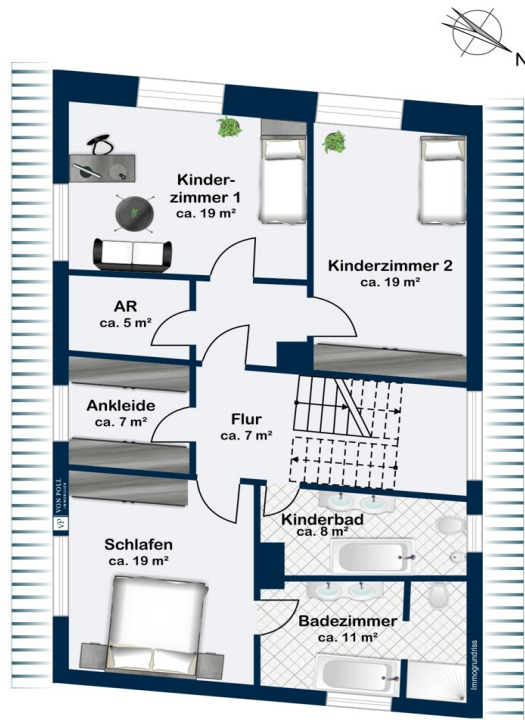 N
Kinder-
zimmer 1
ca. 19 m²
Kinderzimmer 2
ca. 19 m²
AR
ca. 5 m²
Ankleide
ca. 7 m²
Flur
ca. 7 m²
Kinderbad
ca. 8 m²
Schlafen
ca. 19 m²
Badezimmer
ca. 11 m²
VP
VON POLL
IMMOBILIEN
Immogrundriss